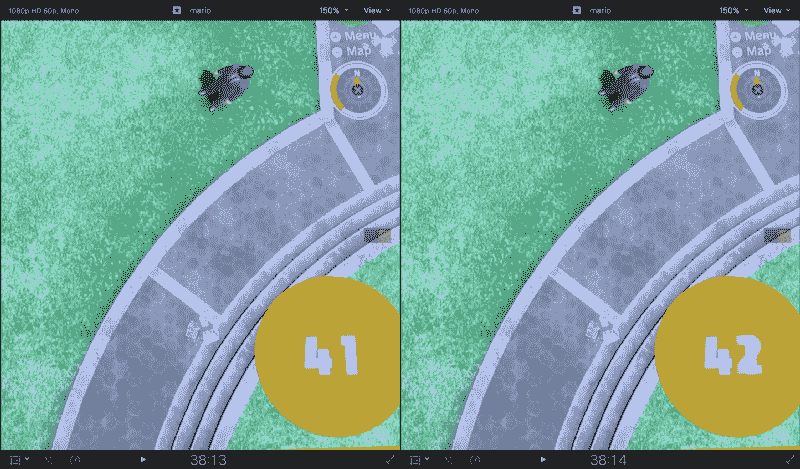 1080p HD 60p, Mono
mario
150%
View
Menu
Map
N
41
38:13
1080p HD 60p, Mono
mario
150%
View
Menu
Map
N
42
38:14